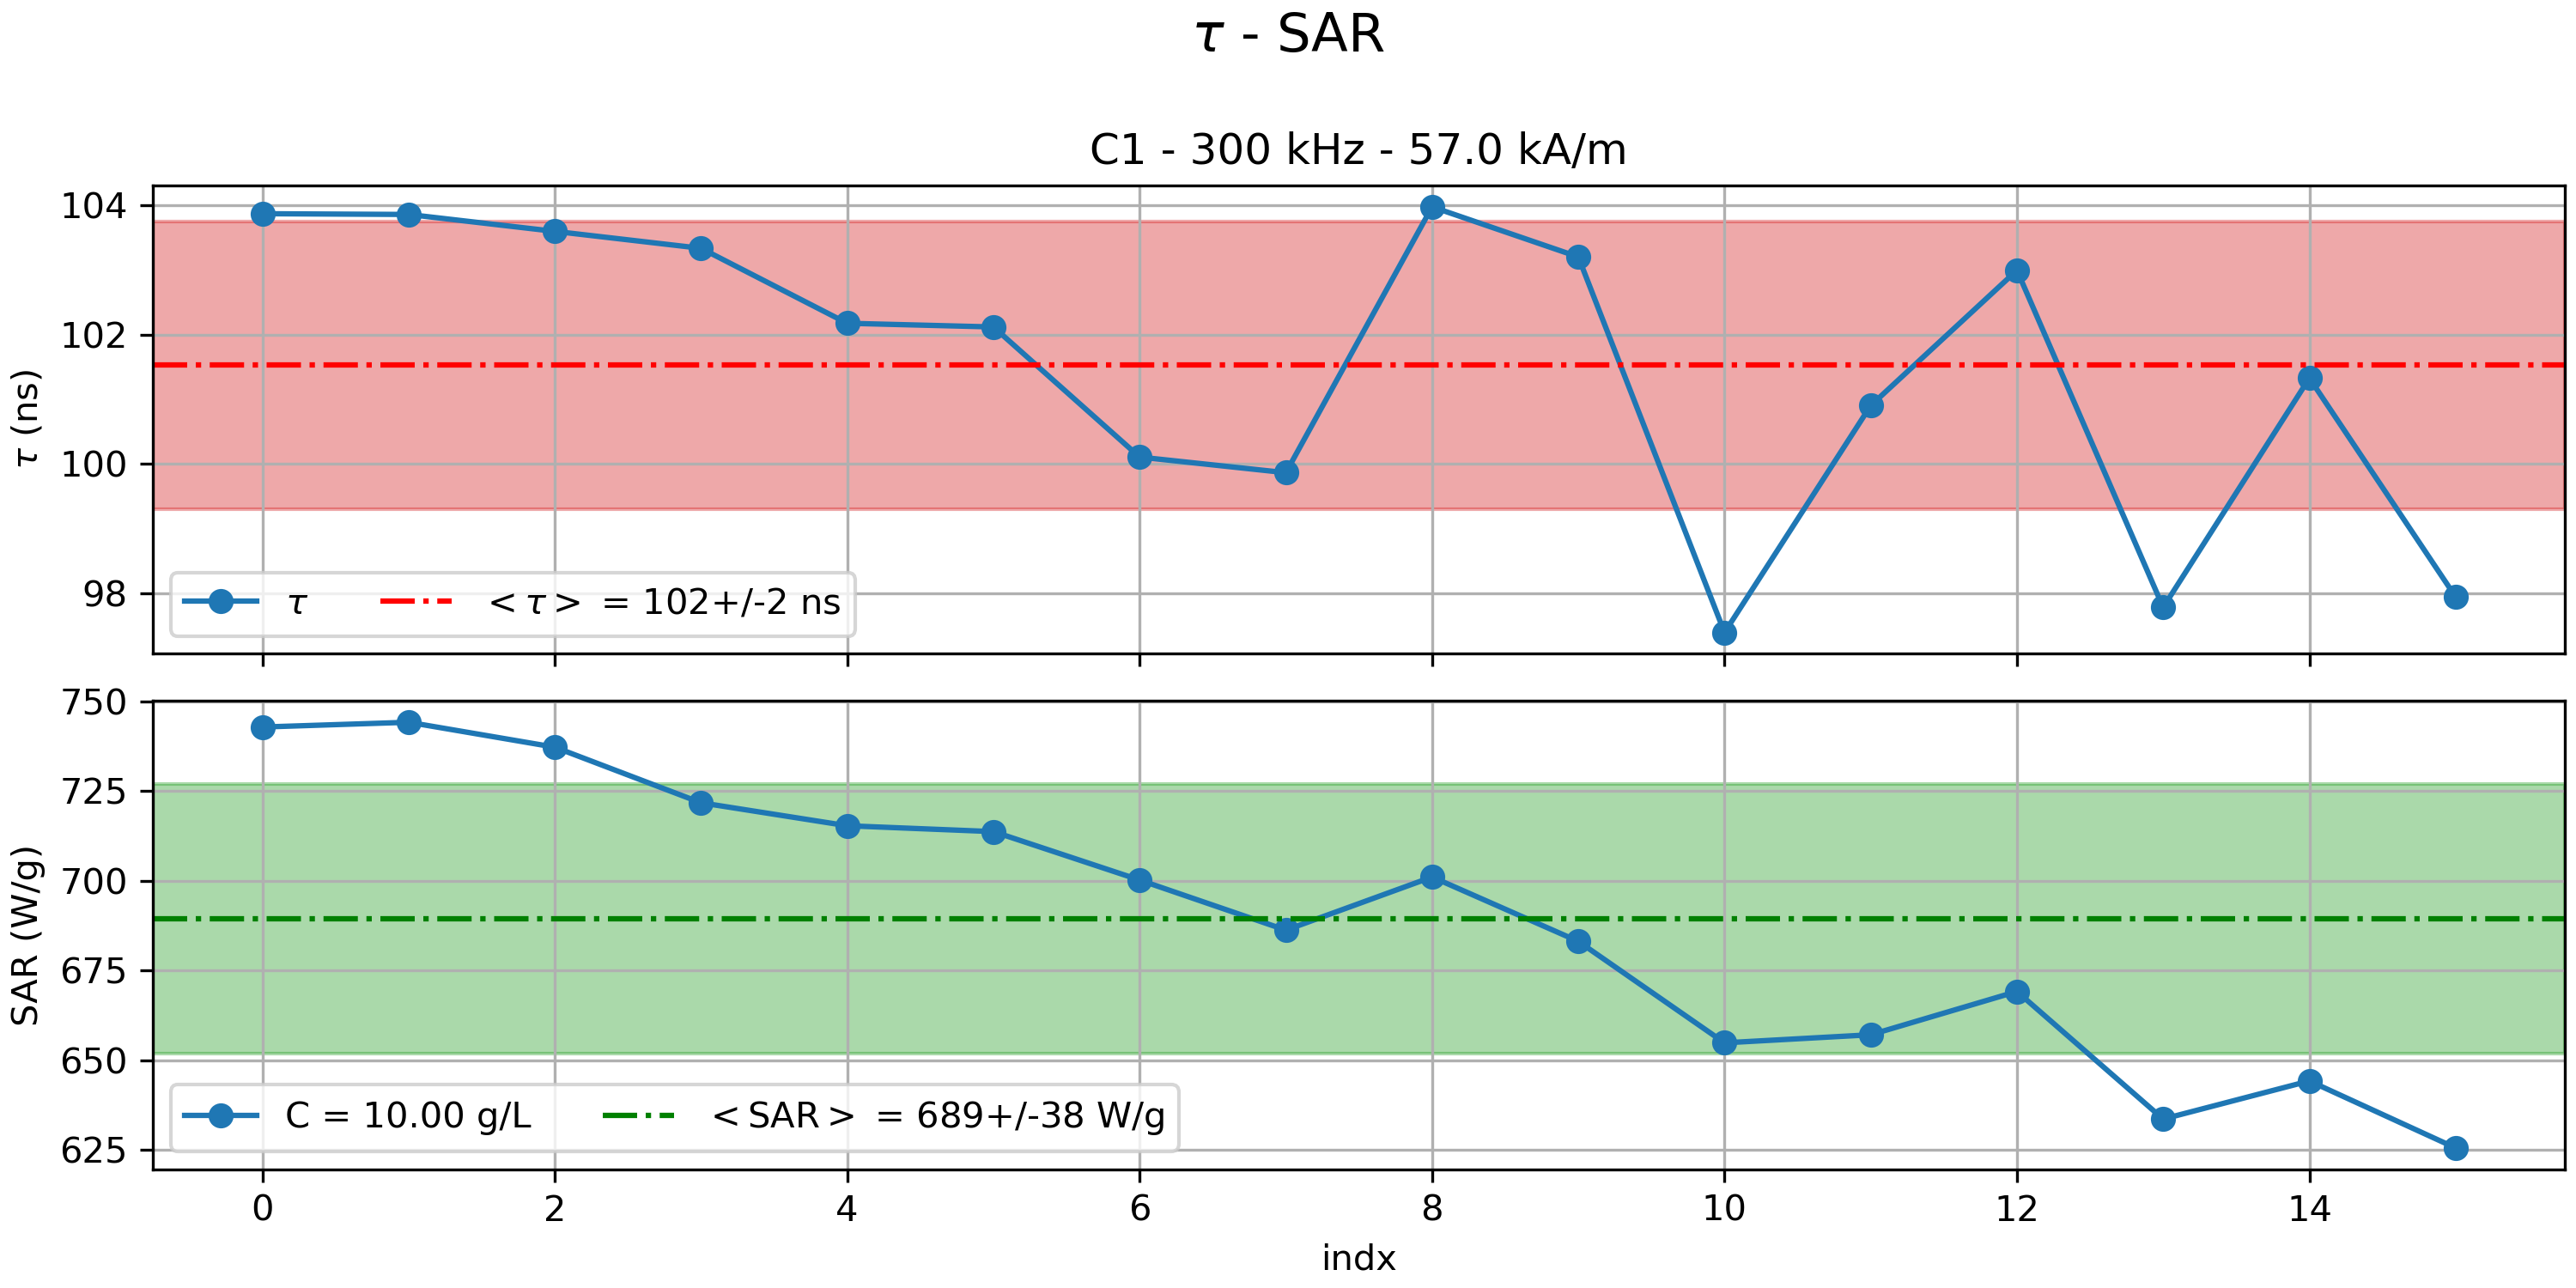 τ - SAR
C1 - 300 kHz - 57.0 kA/m
104
102
100
98
τ (ns)
τ <τ> = 102+/-2 ns
750
725
700
675
650
625
SAR (W/g)
C = 10.00 g/L <SAR> = 689+/-38 W/g
0 2 4 6 8 10 12 14
indx